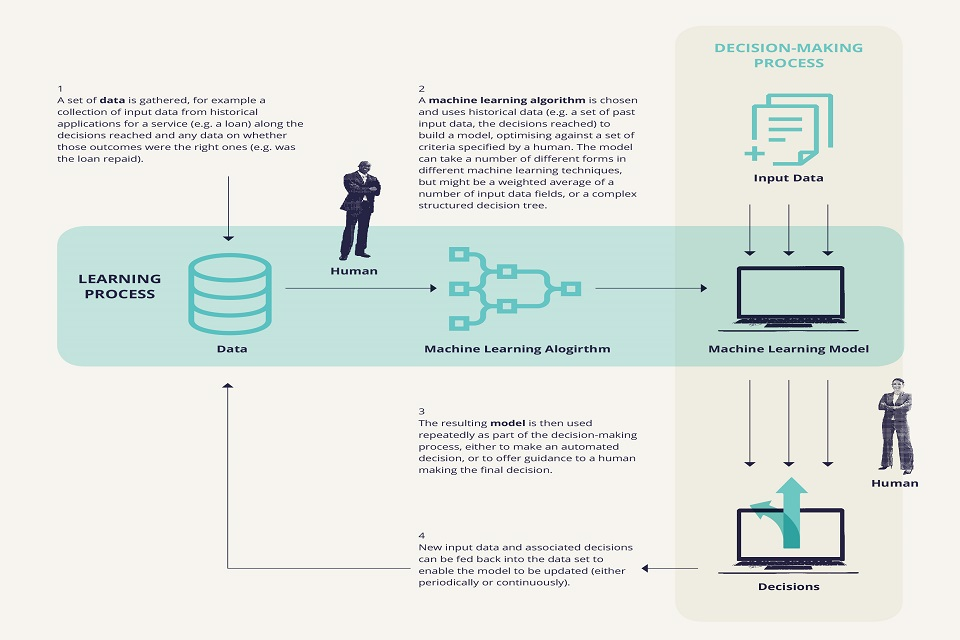 DECISION-MAKING
PROCESS
1
A set of data is gathered, for example a
collection of input data from historical
applications for a service (e.g. a loan) along the
decisions reached and any data on whether
those outcomes were the right ones (e.g. was
the loan repaid).
2
A machine learning algorithm is chosen
and uses historical data (e.g. a set of past
input data, the decisions reached) to
build a model, optimising against a set of
criteria specified by a human. The model
can take a number of different forms in
different machine learning techniques,
but might be a weighted average of a
number of input data fields, or a complex
structured decision tree.
Input Data
Human
LEARNING
PROCESS
Data
Machine Learning Alogirthm
Machine Learning Model
3
The resulting model is then used
repeatedly as part of the decision-making
process, either to make an automated
decision, or to offer guidance to a human
making the final decision.
Human
4
New input data and associated decisions
can be fed back into the data set to
enable the model to be updated (either
periodically or continuously).
Decisions